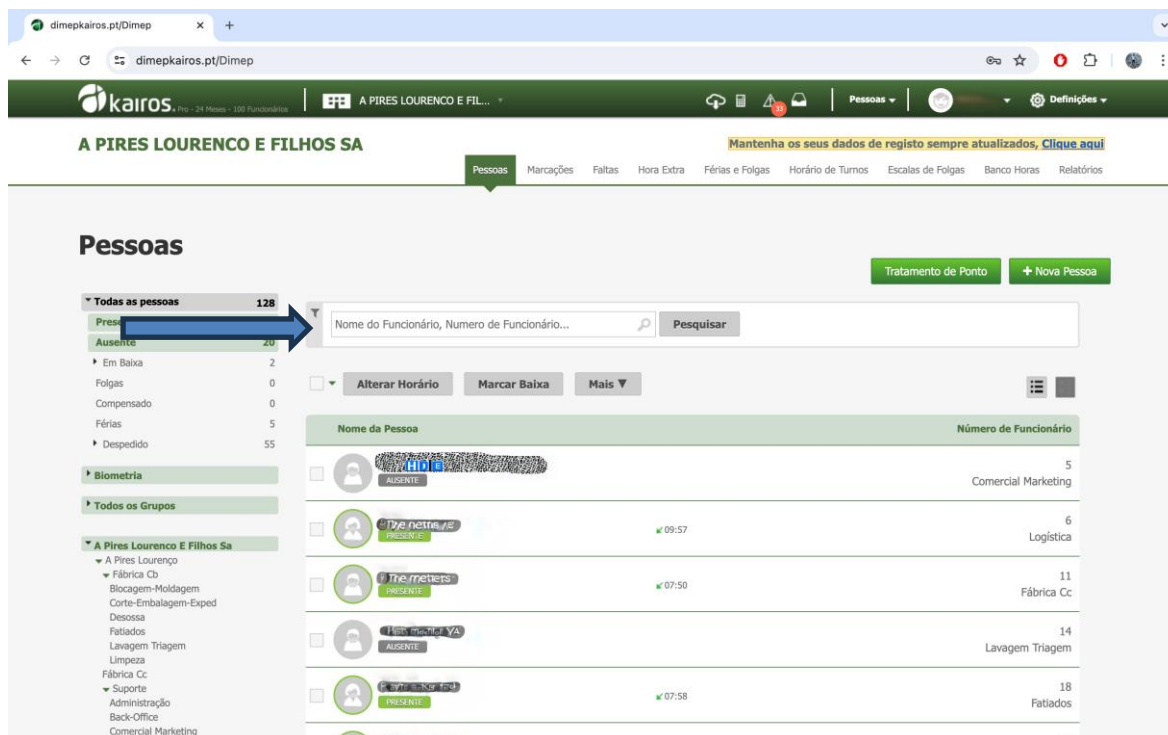 dimepkairos.pt/Dimep
dimepkairos.pt/Dimep
kairos. Pro - 24 Meses - 100 Funcionários
A PIRES LOURENCO E FIL...
33
Pessoas
Definições
A PIRES LOURENCO E FILHOS SA
Mantenha os seus dados de registo sempre atualizados, Clique aqui
Pessoas Marcações Faltas Hora Extra Férias e Folgas Horário de Turnos Escalas de Folgas Banco Horas Relatórios
Pessoas
Tratamento de Ponto
+ Nova Pessoa
Todas as pessoas 128
Ausente 20
Em Baixa 2
Folgas 0
Compensado 0
Férias 5
Despedido 55
Biometria
Todos os Grupos
A Pires Lourenco E Filhos Sa
A Pires Lourenço
Fábrica Cb
Blocagem-Moldagem
Corte-Embalagem-Exped
Desossa
Fatiados
Lavagem Triagem
Limpeza
Fábrica Cc
Suporte
Administração
Back-Office
Comercial Marketing
Nome do Funcionário, Numero de Funcionário...
Pesquisar
Alterar Horário Marcar Baixa Mais ▼
Nome da Pessoa Número de Funcionário
AUSENTE
5
Comercial Marketing
PRESENTE
09:57
6
Logística
PRESENTE
07:50
11
Fábrica Cc
AUSENTE
14
Lavagem Triagem
PRESENTE
07:58
18
Fatiados